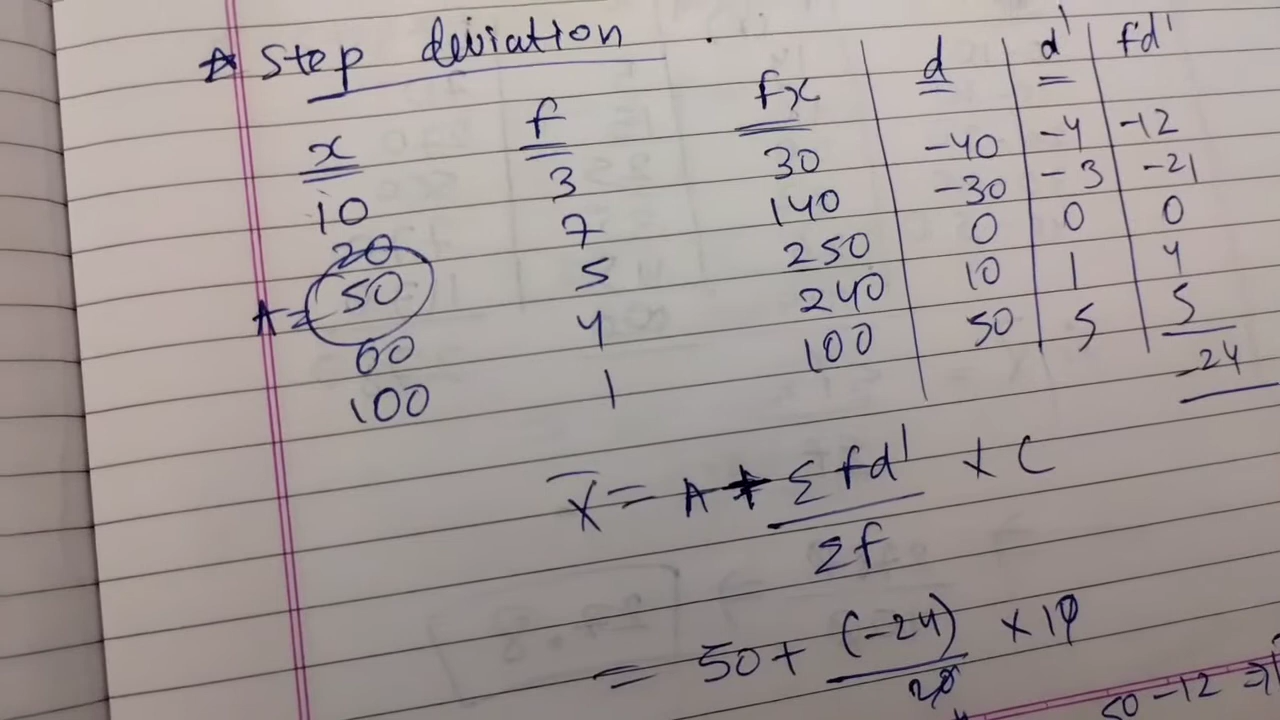 ☆ Step deviation
x f fx d d' fd'
10 3 30 -40 -4 -12
20 7 140 -30 -3 -21
A = 50 5 250 0 0 0
60 4 240 10 1 4
100 1 100 50 5 5
-24
X̄ = A + Σfd' / Σf × C
= 50 + (-24) / 20 × 10
50 - 12 ⇒